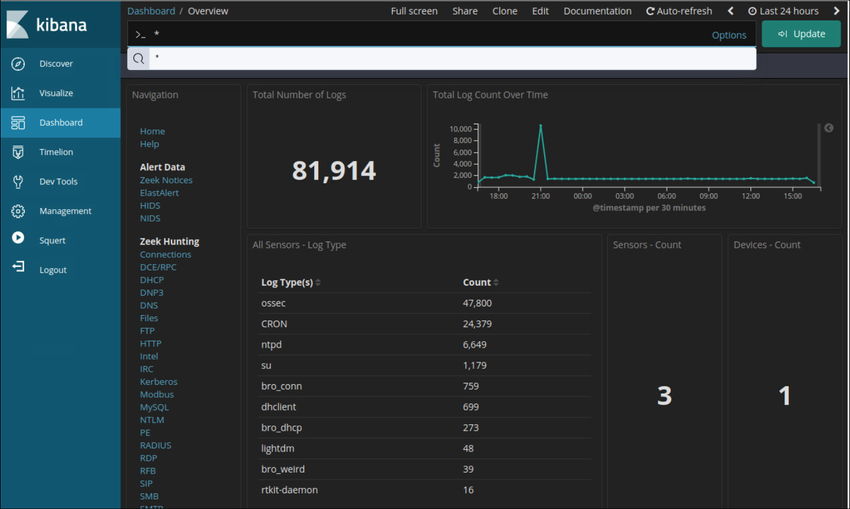 kibana
Discover
Visualize
Dashboard
Timelion
Dev Tools
Management
Squert
Logout
Dashboard / Overview
Full screen Share Clone Edit Documentation Auto-refresh Last 24 hours
>_ *
Options
Update
*
Navigation
Home
Help
Alert Data
Zeek Notices
ElastAlert
HIDS
NIDS
Zeek Hunting
Connections
DCE/RPC
DHCP
DNP3
DNS
Files
FTP
HTTP
Intel
IRC
Kerberos
Modbus
MySQL
NTLM
PE
RADIUS
RDP
RFB
SIP
SMB
SMTP
Total Number of Logs
81,914
Total Log Count Over Time
Count
10,000
8,000
6,000
4,000
2,000
0
18:00 21:00 00:00 03:00 06:00 09:00 12:00 15:00
@timestamp per 30 minutes
All Sensors - Log Type
Log Type(s) Count
ossec 47,800
CRON 24,379
ntpd 6,649
su 1,179
bro_conn 759
dhclient 699
bro_dhcp 273
lightdm 48
bro_weird 39
rtkit-daemon 16
Sensors - Count
3
Devices - Count
1